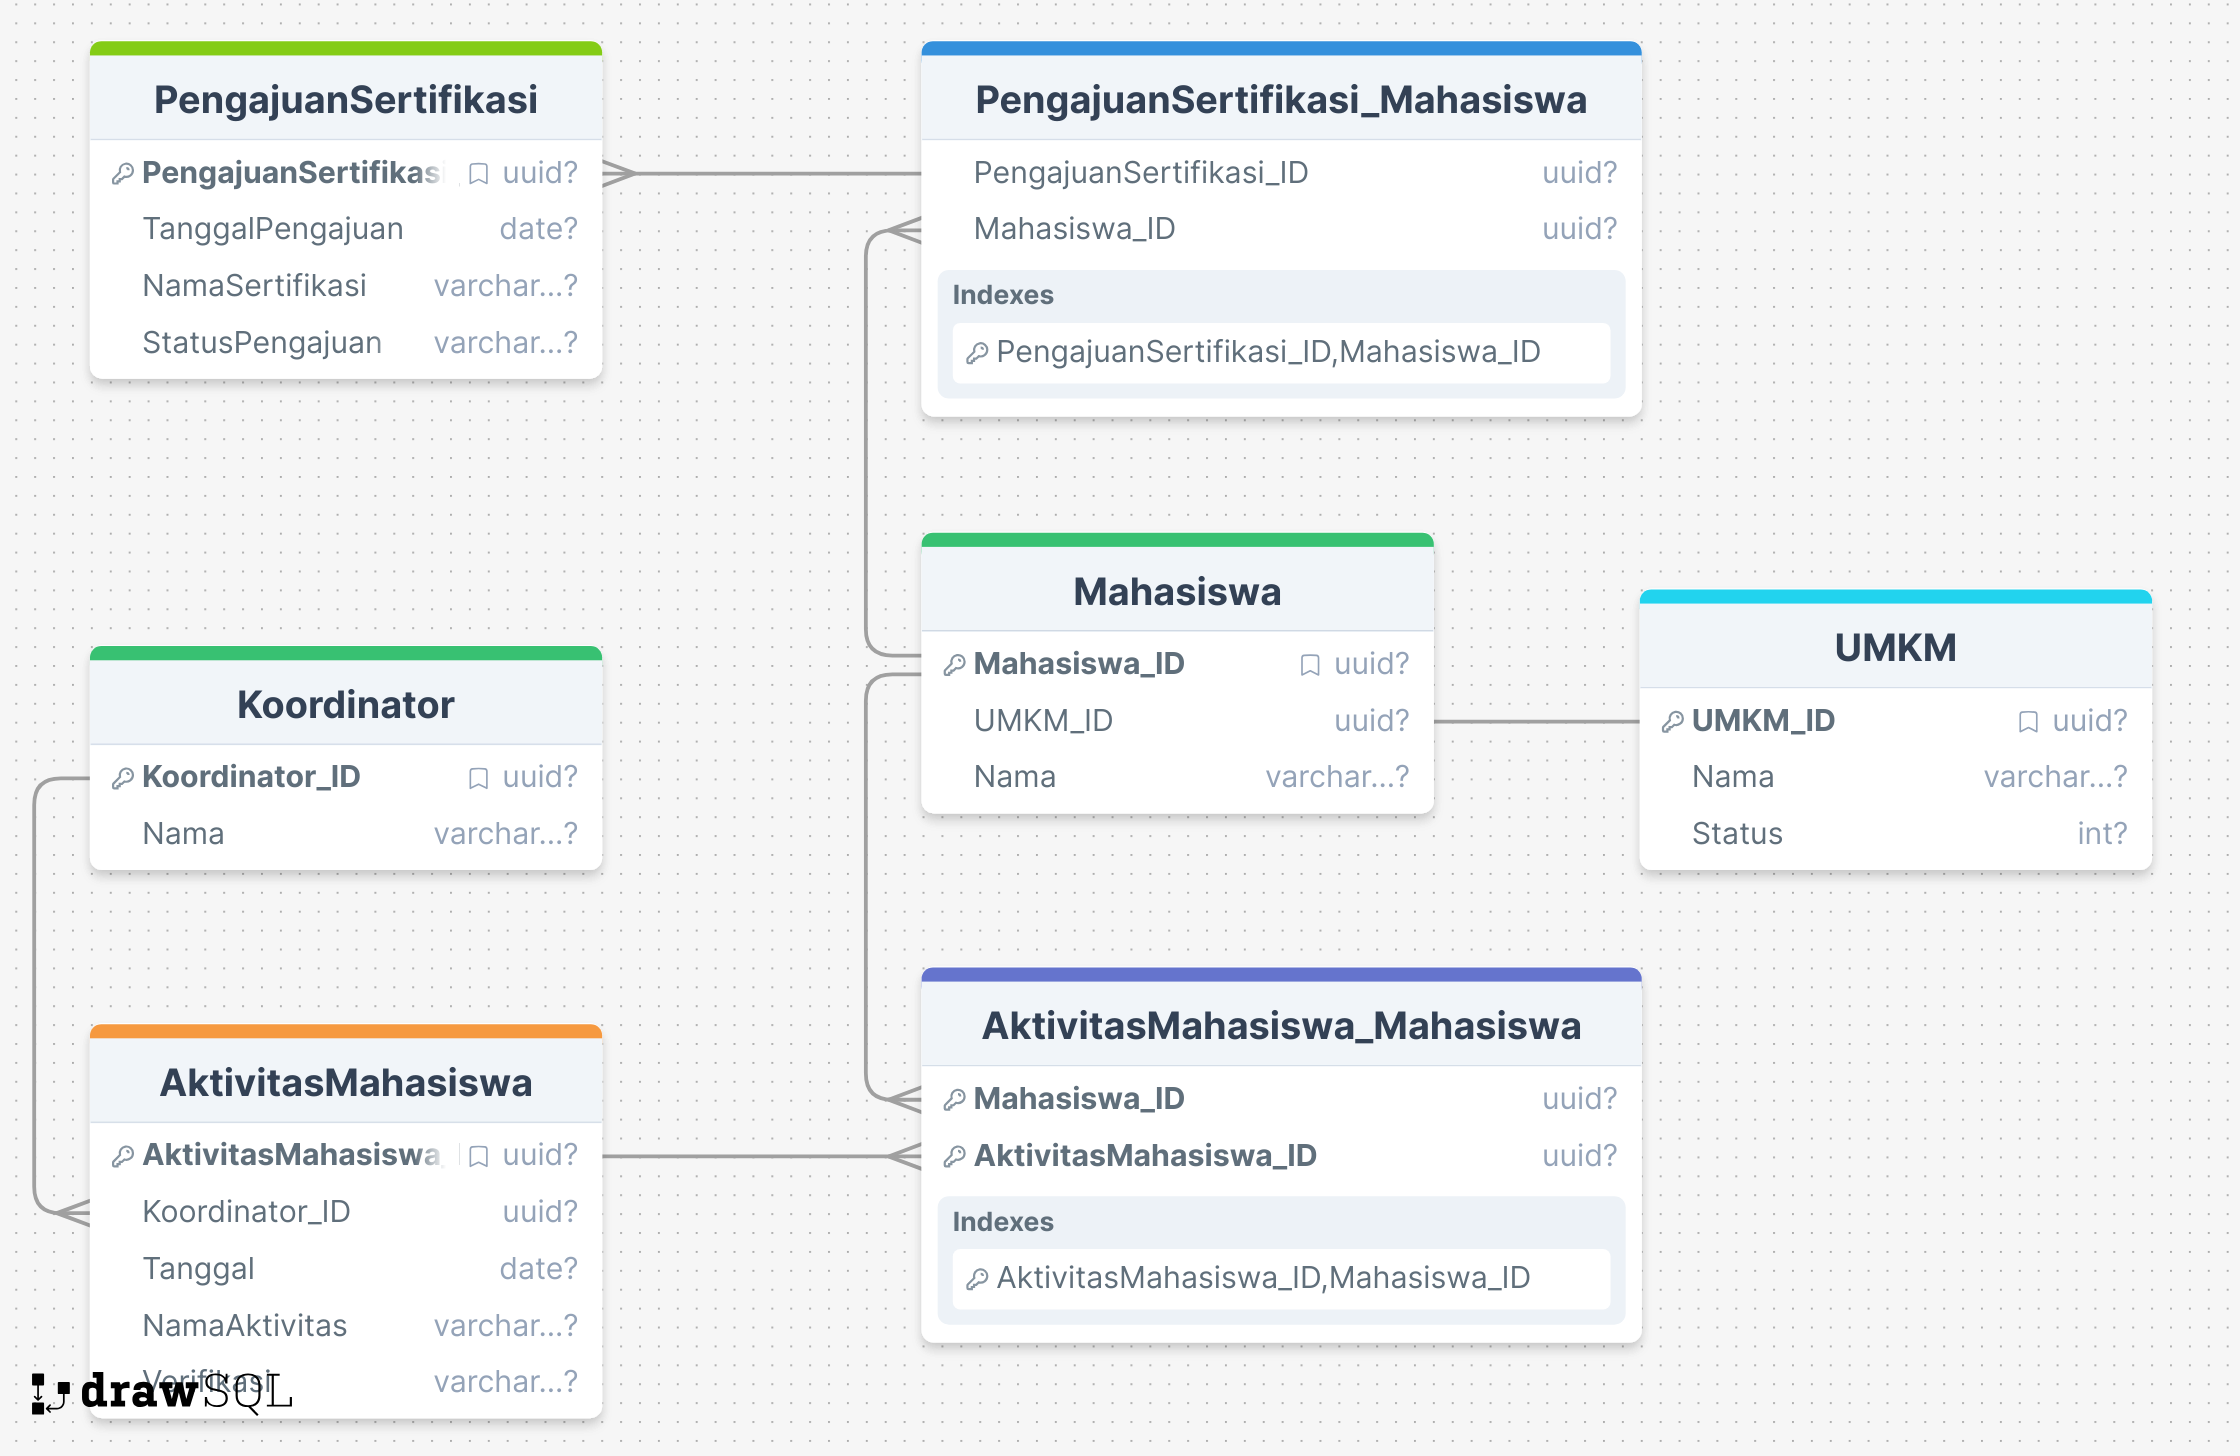 PengajuanSertifikasi
PengajuanSertifikasi uuid?
TanggalPengajuan date?
NamaSertifikasi varchar...?
StatusPengajuan varchar...?
PengajuanSertifikasi_Mahasiswa
PengajuanSertifikasi_ID uuid?
Mahasiswa_ID uuid?
Indexes
PengajuanSertifikasi_ID,Mahasiswa_ID
Mahasiswa
Mahasiswa_ID uuid?
UMKM_ID uuid?
Nama varchar...?
UMKM
UMKM_ID uuid?
Nama varchar...?
Status int?
Koordinator
Koordinator_ID uuid?
Nama varchar...?
AktivitasMahasiswa
AktivitasMahasiswa_ uuid?
Koordinator_ID uuid?
Tanggal date?
NamaAktivitas varchar...?
Verifikasi varchar...?
AktivitasMahasiswa_Mahasiswa
Mahasiswa_ID uuid?
AktivitasMahasiswa_ID uuid?
Indexes
AktivitasMahasiswa_ID,Mahasiswa_ID
drawSQL